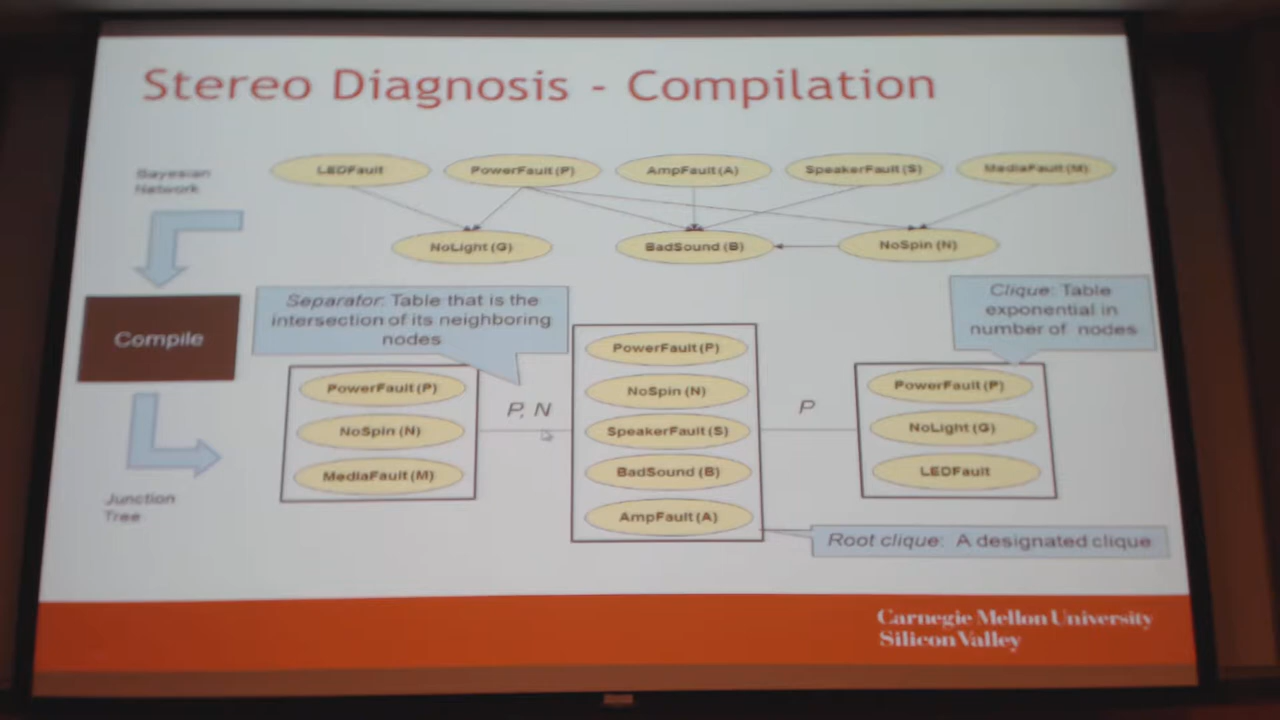 Stereo Diagnosis - Compilation
Bayesian
Network
LEDFault
PowerFault (P)
AmpFault (A)
SpeakerFault (S)
MediaFault (M)
NoLight (G)
BadSound (B)
NoSpin (N)
Compile
Separator: Table that is the
intersection of its neighboring
nodes
Clique: Table
exponential in
number of nodes
PowerFault (P)
NoSpin (N)
MediaFault (M)
P, N
PowerFault (P)
NoSpin (N)
SpeakerFault (S)
BadSound (B)
AmpFault (A)
P
PowerFault (P)
NoLight (G)
LEDFault
Junction
Tree
Root clique: A designated clique
Carnegie Mellon University
Silicon Valley